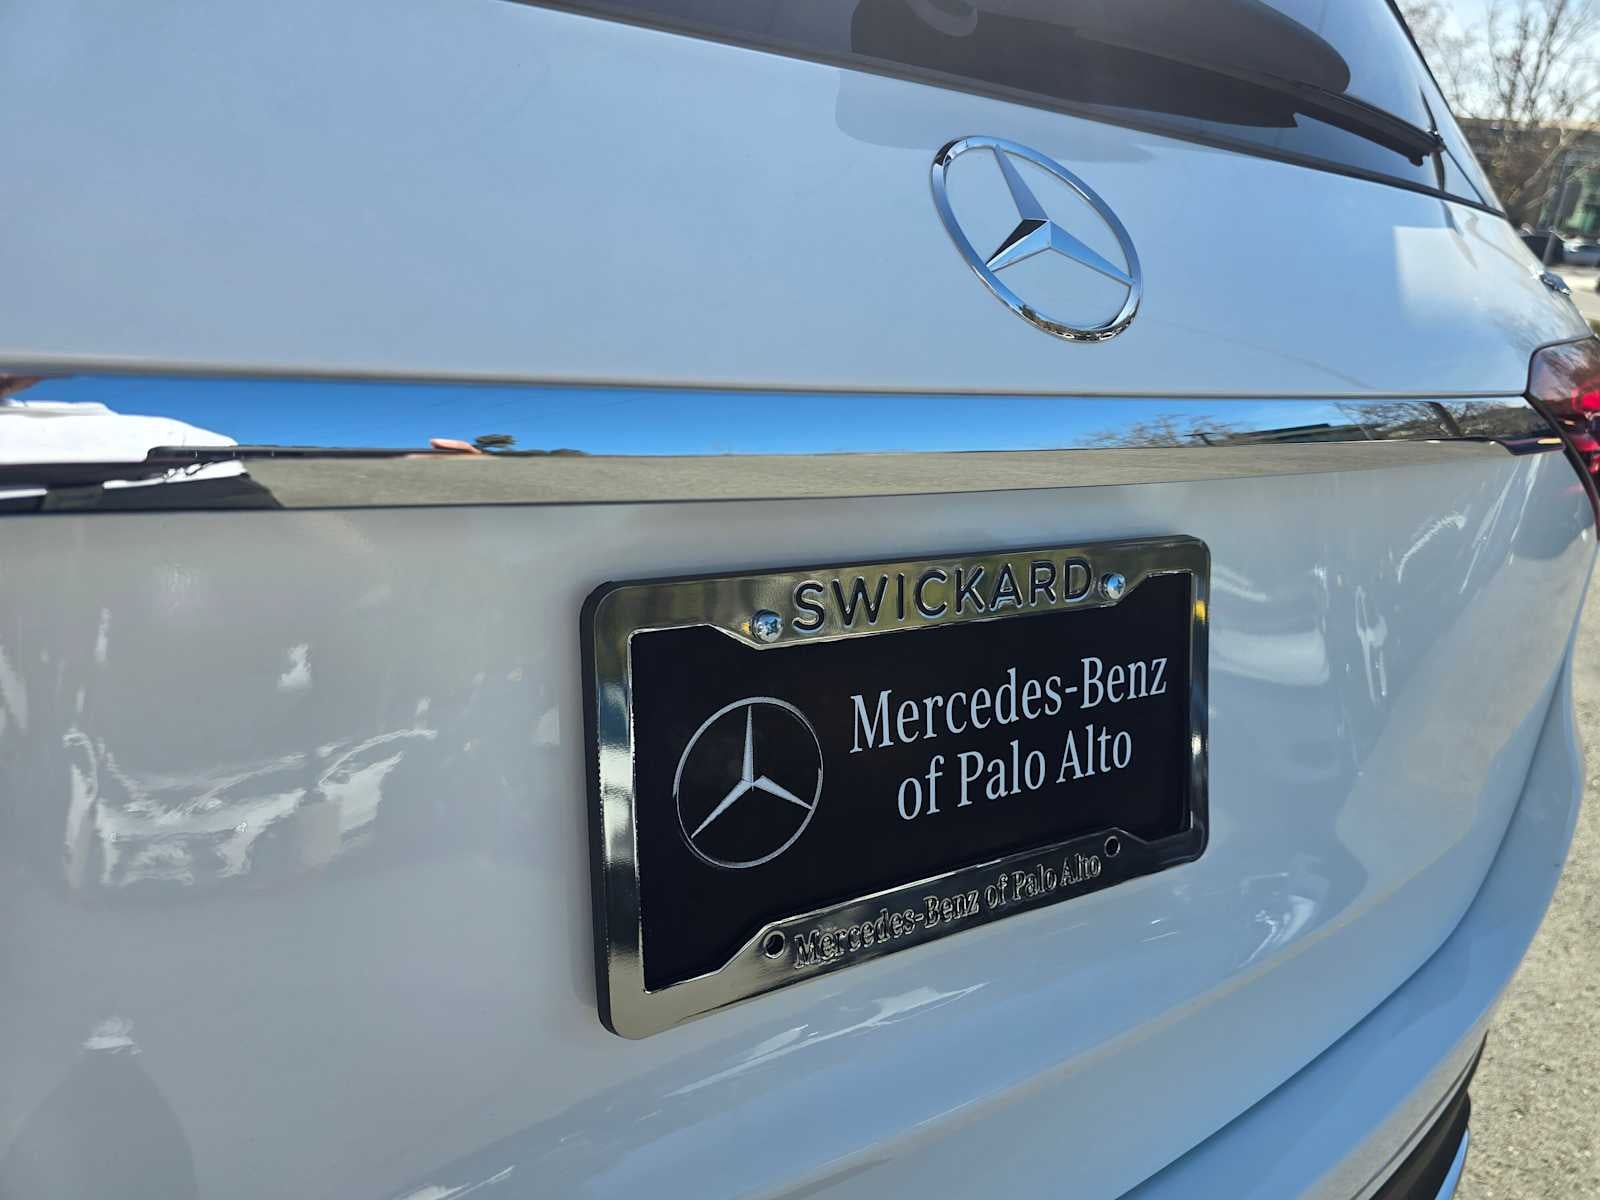 SWICKARD
Mercedes-Benz
of Palo Alto
Mercedes-Benz of Palo Alto